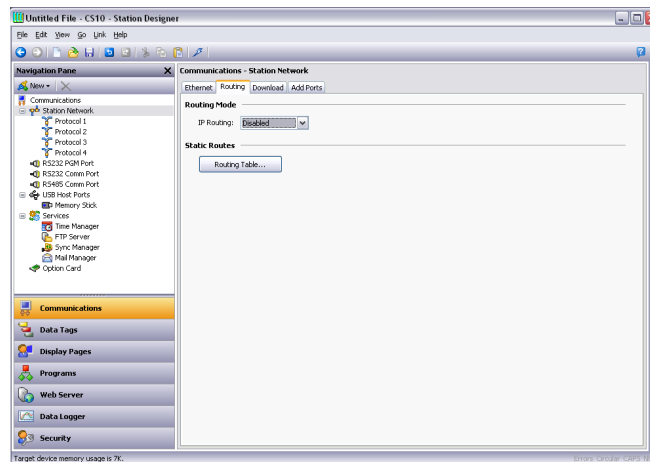 Untitled File - CS10 - Station Designer
File Edit View Go Link Help
Navigation Pane X
New
Communications
Station Network
Protocol 1
Protocol 2
Protocol 3
Protocol 4
RS232 PGM Port
RS232 Comm Port
RS485 Comm Port
USB Host Ports
Memory Stick
Services
Time Manager
FTP Server
Sync Manager
Mail Manager
Option Card
Communications
Data Tags
Display Pages
Programs
Web Server
Data Logger
Security
Communications - Station Network
Ethernet Routing Download Add Ports
Routing Mode
IP Routing: Disabled
Static Routes
Routing Table...
Target device memory usage is 7K.
Errors Circular CAPS